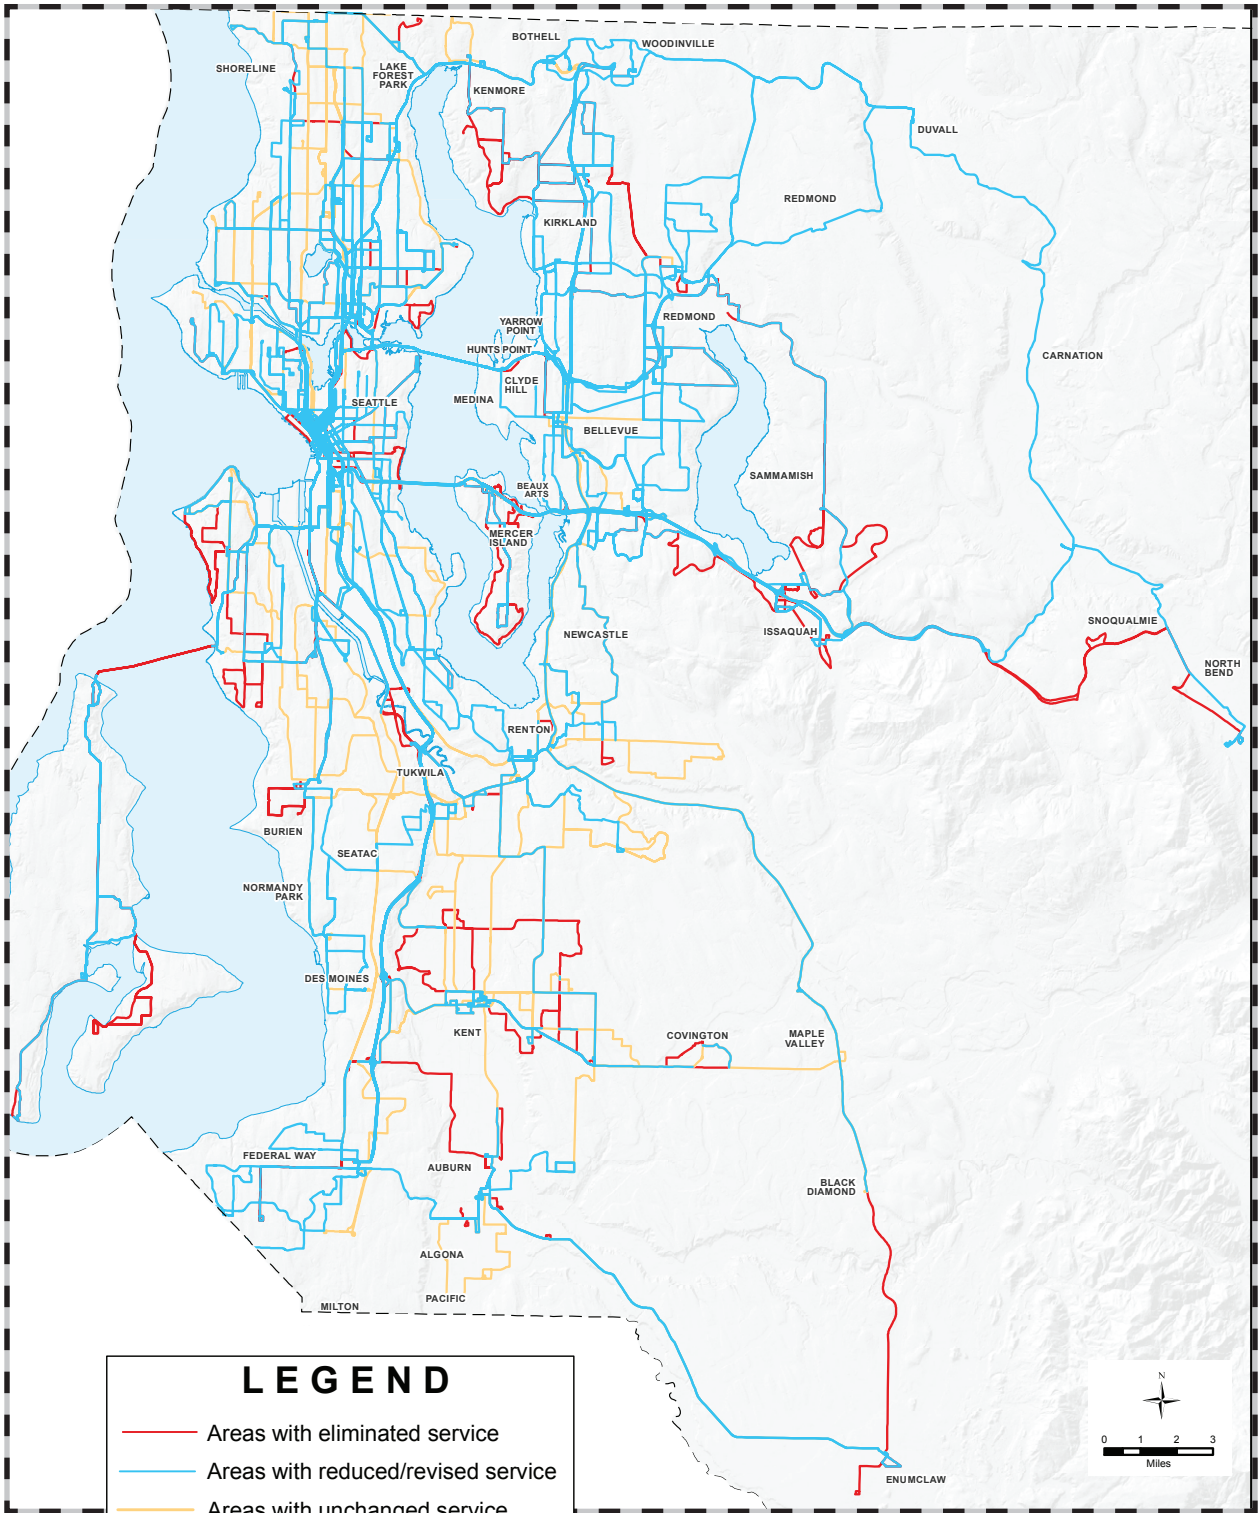 BOTHELL
WOODINVILLE
SHORELINE
LAKE
FOREST
PARK
KENMORE
DUVALL
REDMOND
KIRKLAND
REDMOND
YARROW
POINT
HUNTS POINT
CARNATION
CLYDE
HILL
MEDINA
SEATTLE
BELLEVUE
SAMMAMISH
BEAUX
ARTS
MERCER
ISLAND
NEWCASTLE
ISSAQUAH
SNOQUALMIE
NORTH
BEND
RENTON
TUKWILA
BURIEN
SEATAC
NORMANDY
PARK
DES MOINES
KENT
COVINGTON
MAPLE
VALLEY
FEDERAL WAY
AUBURN
BLACK
DIAMOND
ALGONA
PACIFIC
MILTON
ENUMCLAW
LEGEND
Areas with eliminated service
Areas with reduced/revised service
Areas with unchanged service
N
0 1 2 3
Miles